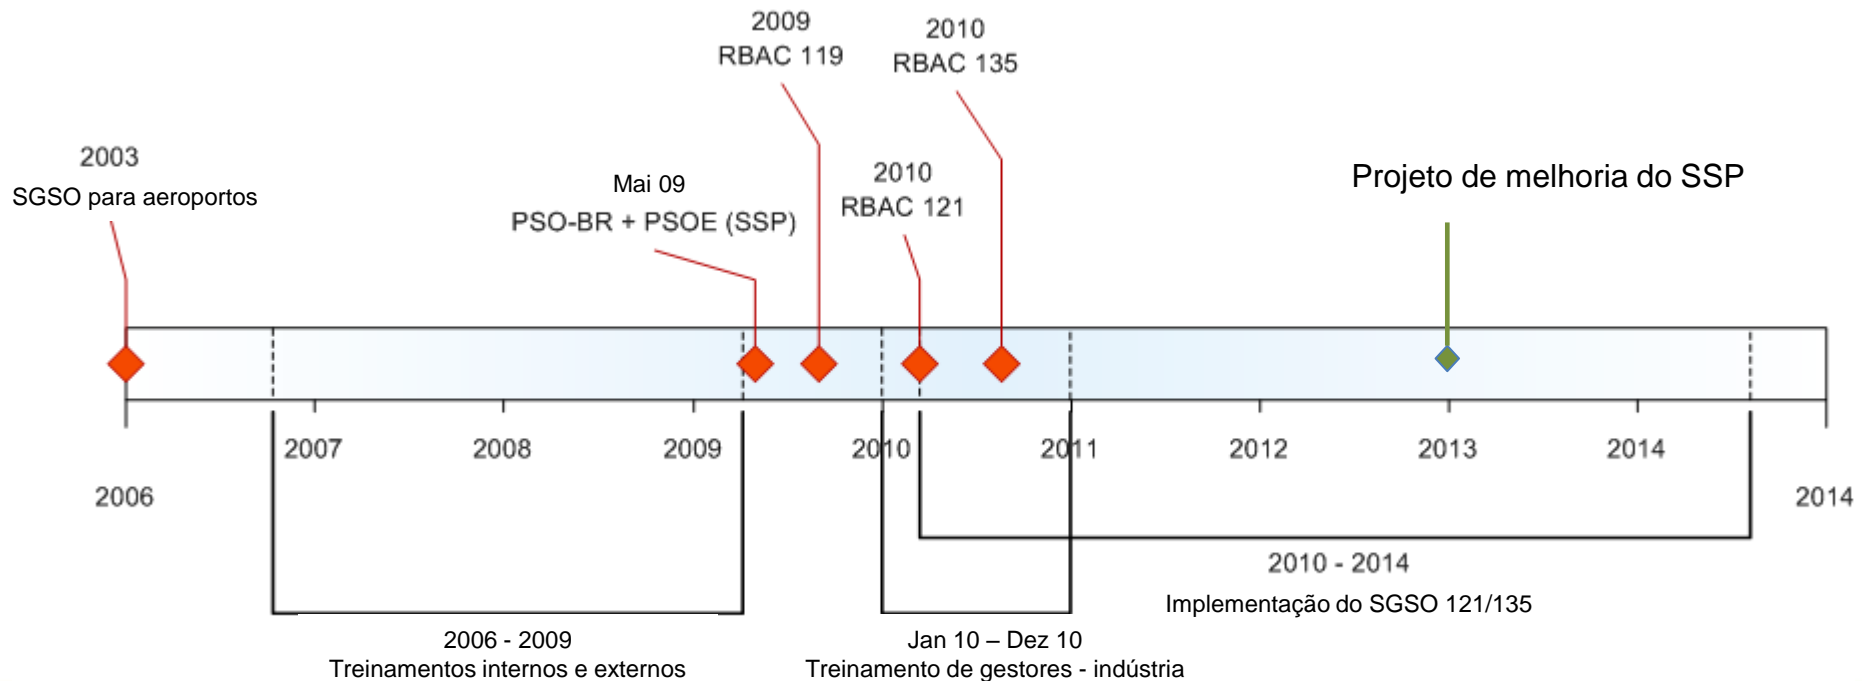 2009
RBAC 119
2010
RBAC 135
2003
SGSO para aeroportos
Mai 09
PSO-BR + PSOE (SSP)
2010
RBAC 121
Projeto de melhoria do SSP
2007
2008
2009
2010
2011
2012
2013
2014
2006
2014
2010 - 2014
Implementação do SGSO 121/135
2006 - 2009
Treinamentos internos e externos
Jan 10 – Dez 10
Treinamento de gestores - indústria